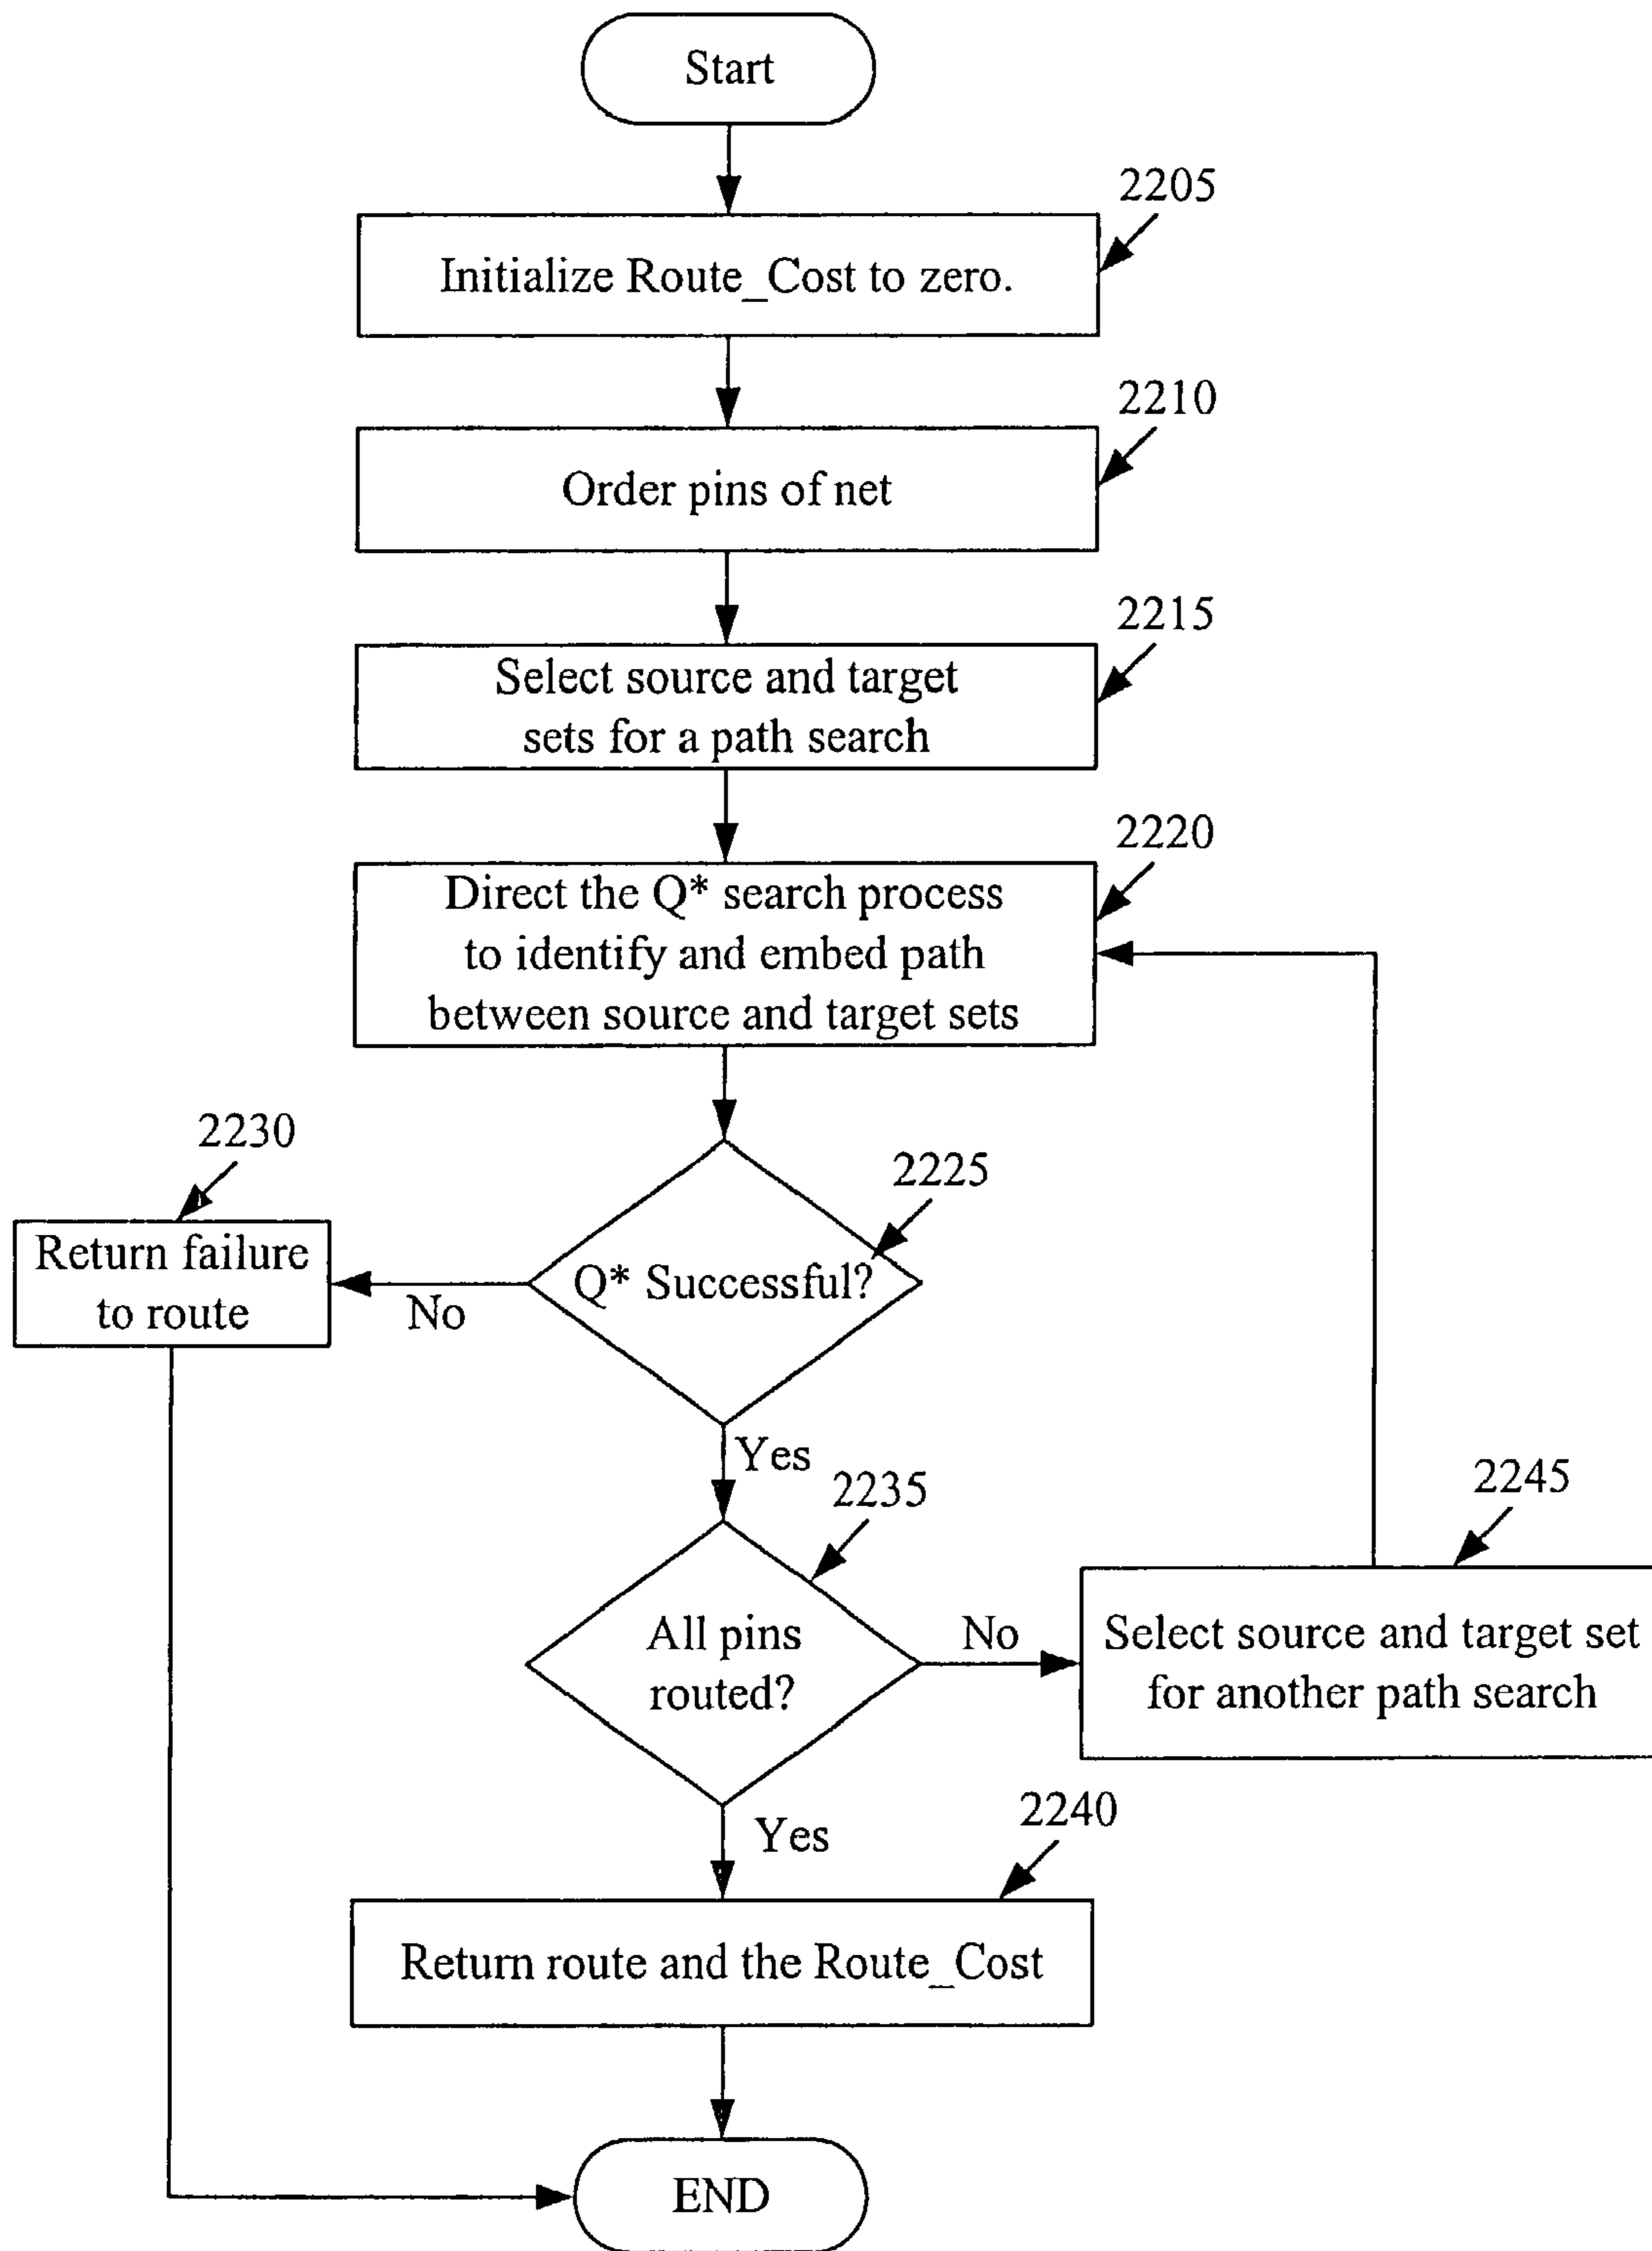 Start
2205
Initialize Route_Cost to zero.
2210
Order pins of net
2215
Select source and target
sets for a path search
2220
Direct the Q* search process
to identify and embed path
between source and target sets
2230
2225
Return failure
to route
No
Q* Successful?
Yes
2235
2245
All pins
routed?
No
Select source and target set
for another path search
2240
Yes
Return route and the Route_Cost
END